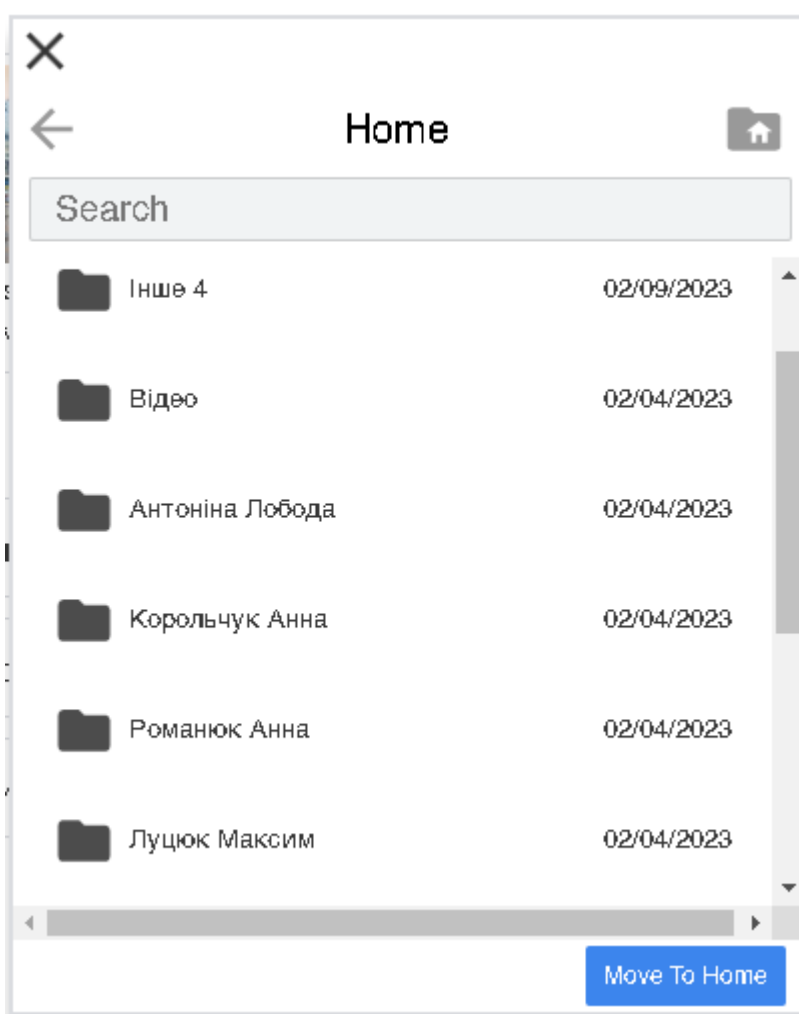 Home
Search
Інше 4 02/09/2023
Відео 02/04/2023
Антоніна Лобода 02/04/2023
Корольчук Анна 02/04/2023
Романюк Анна 02/04/2023
Луцюк Максим 02/04/2023
Move To Home